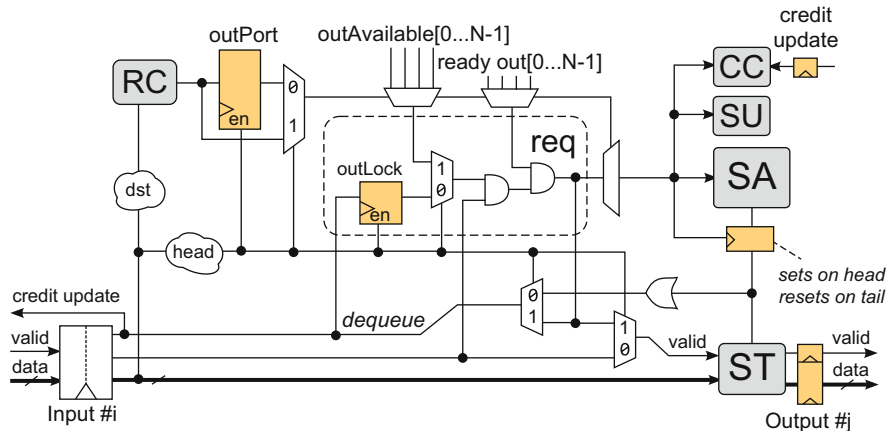 outPort
outAvailable[0...N-1]
ready out[0...N-1]
credit
update
RC
0
1
en
CC
SU
req
outLock
1
0
en
SA
dst
head
sets on head
resets on tail
credit update
dequeue
0
1
1
0
valid
valid
data
valid
data
ST
Input #i
Output #j